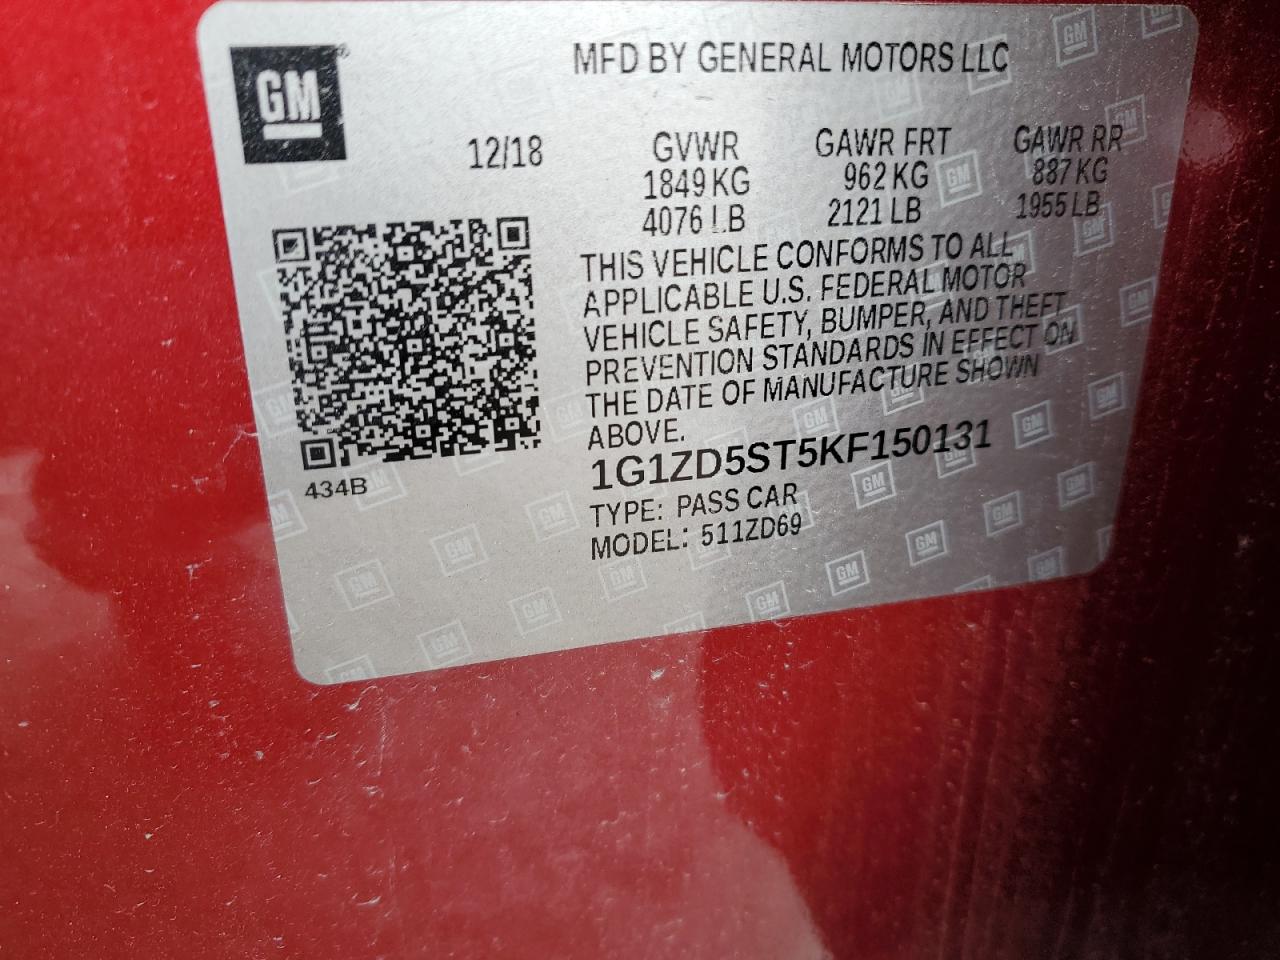 GM
MFD BY GENERAL MOTORS LLC
12/18
GVWR GAWR FRT GAWR RR
1849 KG 962 KG 887 KG
4076 LB 2121 LB 1955 LB
THIS VEHICLE CONFORMS TO ALL
APPLICABLE U.S. FEDERAL MOTOR
VEHICLE SAFETY, BUMPER, AND THEFT
PREVENTION STANDARDS IN EFFECT ON
THE DATE OF MANUFACTURE SHOWN
ABOVE.
1G1ZD5ST5KF150131
TYPE: PASS CAR
MODEL: 511ZD69
434B